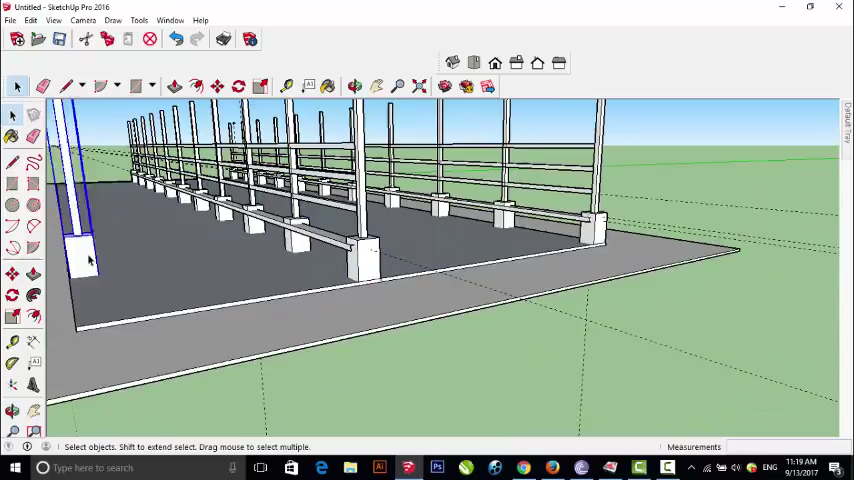 Untitled - SketchUp Pro 2016
File Edit View Camera Draw Tools Window Help
Default Tray
Select objects. Shift to extend select. Drag mouse to select multiple.
Measurements
Type here to search
ENG
11:19 AM
9/13/2017